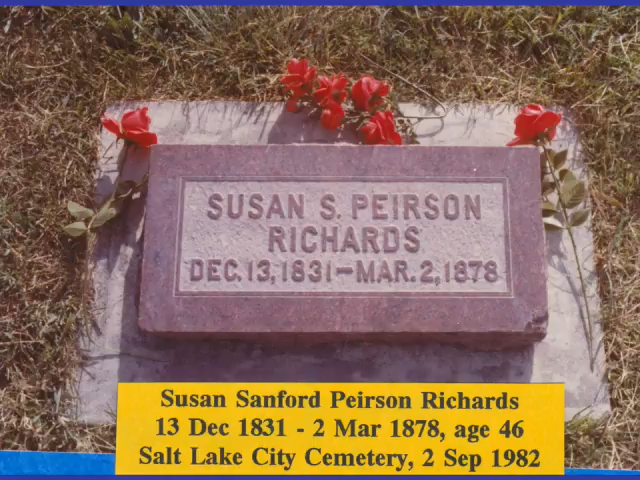 SUSAN S. PEIRSON
RICHARDS
DEC. 13, 1831-MAR. 2, 1878
Susan Sanford Peirson Richards
13 Dec 1831 - 2 Mar 1878, age 46
Salt Lake City Cemetery, 2 Sep 1982